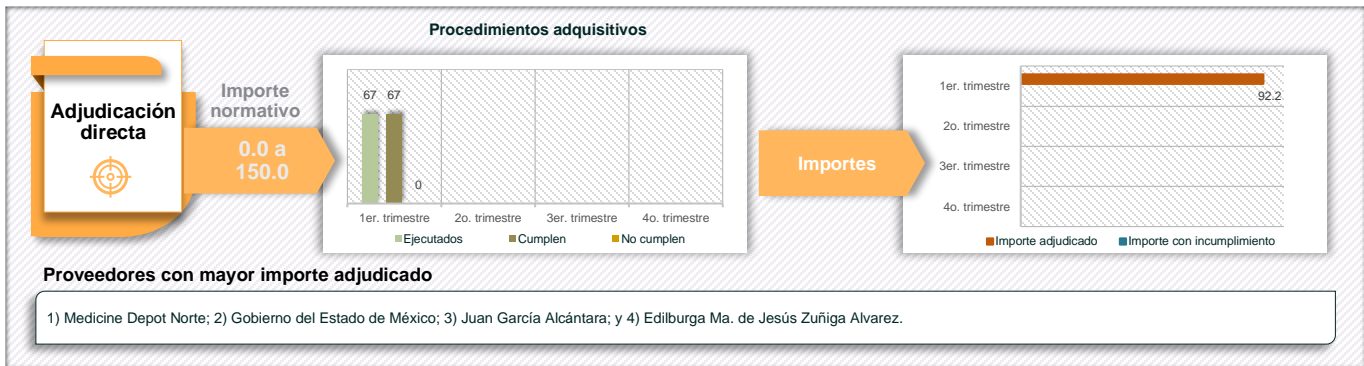 Procedimientos adquisitivos
Adjudicación
directa
Importe
normativo
0.0 a
150.0
67 67
0
1er. trimestre 2o. trimestre 3er. trimestre 4o. trimestre
Ejecutados Cumplen No cumplen
Importes
1er. trimestre
92.2
2o. trimestre
3er. trimestre
4o. trimestre
Importe adjudicado Importe con incumplimiento
Proveedores con mayor importe adjudicado
1) Medicine Depot Norte; 2) Gobierno del Estado de México; 3) Juan García Alcántara; y 4) Edilburga Ma. de Jesús Zuñiga Alvarez.